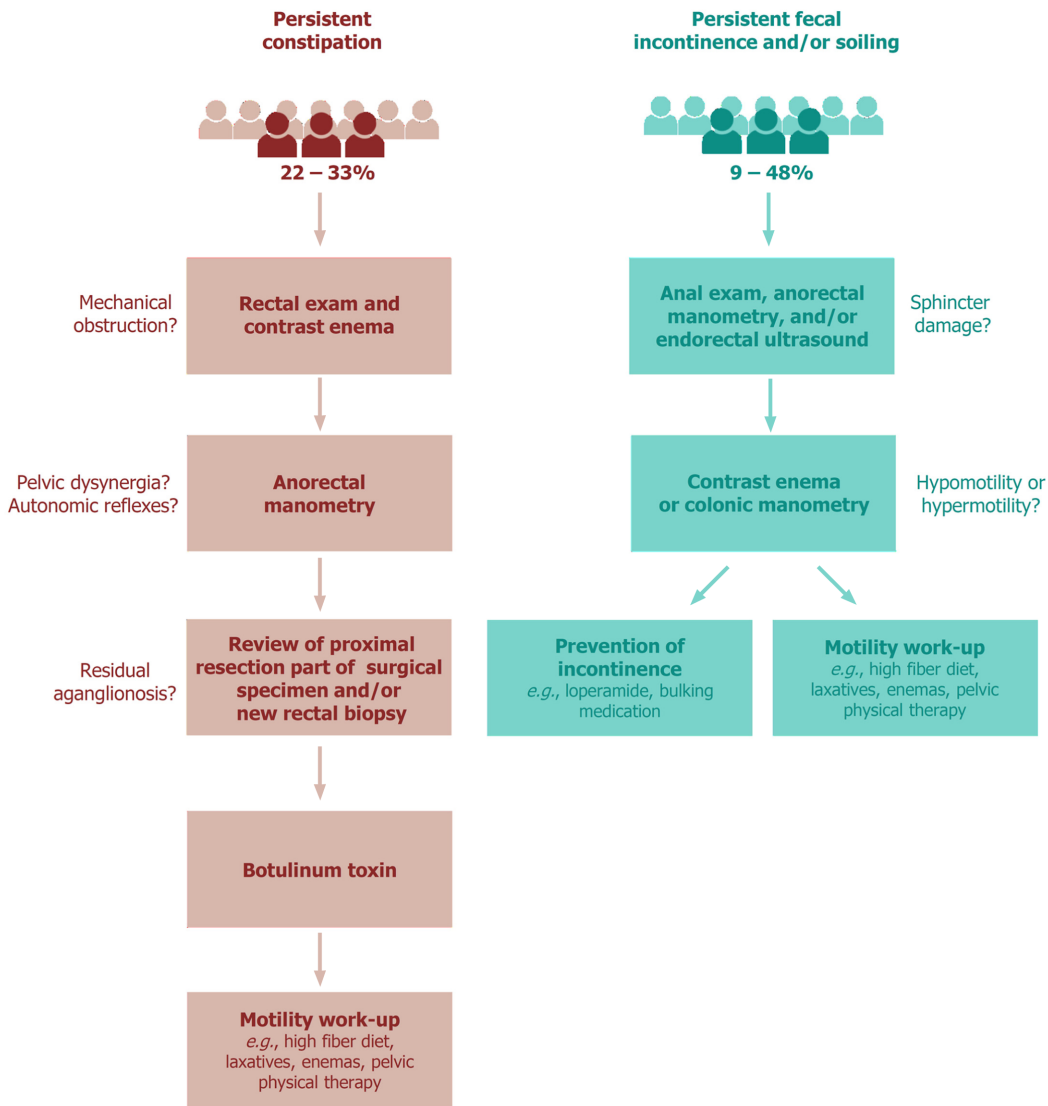 Persistent
constipation
22 – 33%
Mechanical
obstruction?
Rectal exam and
contrast enema
Pelvic dysynergia?
Autonomic reflexes?
Anorectal
manometry
Residual
aganglionosis?
Review of proximal
resection part of surgical
specimen and/or
new rectal biopsy
Botulinum toxin
Motility work-up
e.g., high fiber diet,
laxatives, enemas, pelvic
physical therapy
Persistent fecal
incontinence and/or soiling
9 – 48%
Anal exam, anorectal
manometry, and/or
endorectal ultrasound
Sphincter
damage?
Contrast enema
or colonic manometry
Hypomotility or
hypermotility?
Prevention of
incontinence
e.g., loperamide, bulking
medication
Motility work-up
e.g., high fiber diet,
laxatives, enemas, pelvic
physical therapy